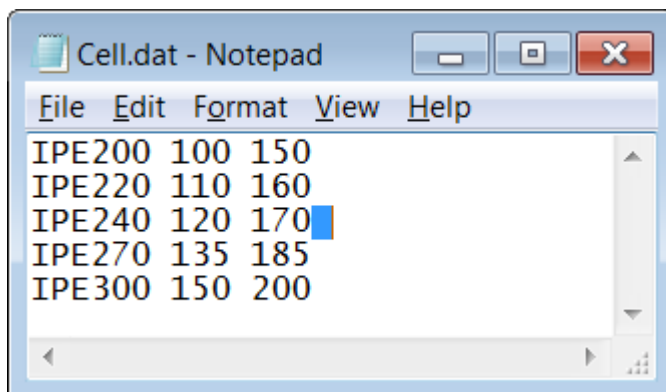 Cell.dat - Notepad
File Edit Format View Help
IPE200 100 150
IPE220 110 160
IPE240 120 170
IPE270 135 185
IPE300 150 200